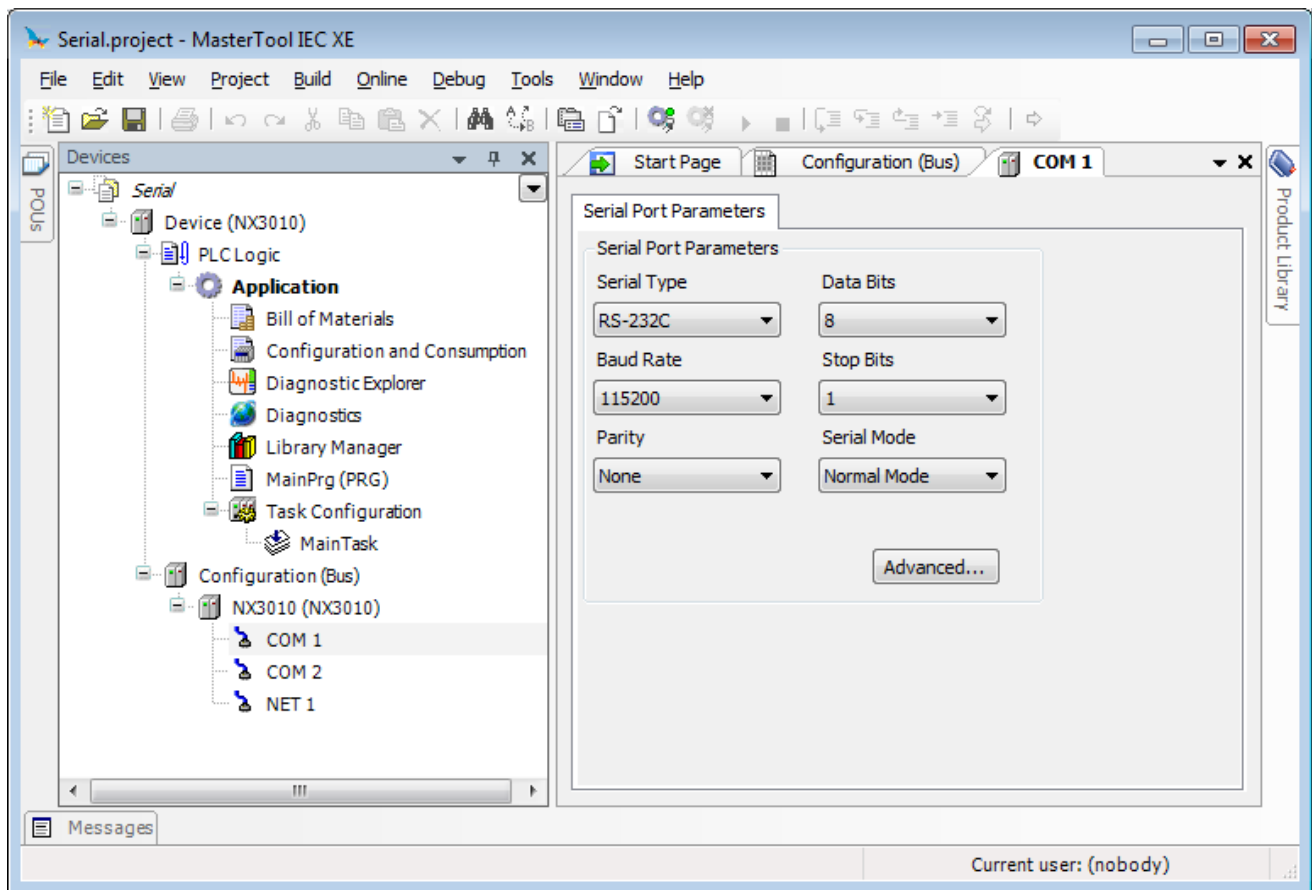 Serial.project - MasterTool IEC XE
File Edit View Project Build Online Debug Tools Window Help
POUs
Devices
Serial
Device (NX3010)
PLC Logic
Application
Bill of Materials
Configuration and Consumption
Diagnostic Explorer
Diagnostics
Library Manager
MainPrg (PRG)
Task Configuration
MainTask
Configuration (Bus)
NX3010 (NX3010)
COM 1
COM 2
NET 1
Start Page Configuration (Bus) COM 1
Serial Port Parameters
Serial Port Parameters
Serial Type Data Bits
RS-232C 8
Baud Rate Stop Bits
115200 1
Parity Serial Mode
None Normal Mode
Advanced...
Product Library
Messages
Current user: (nobody)